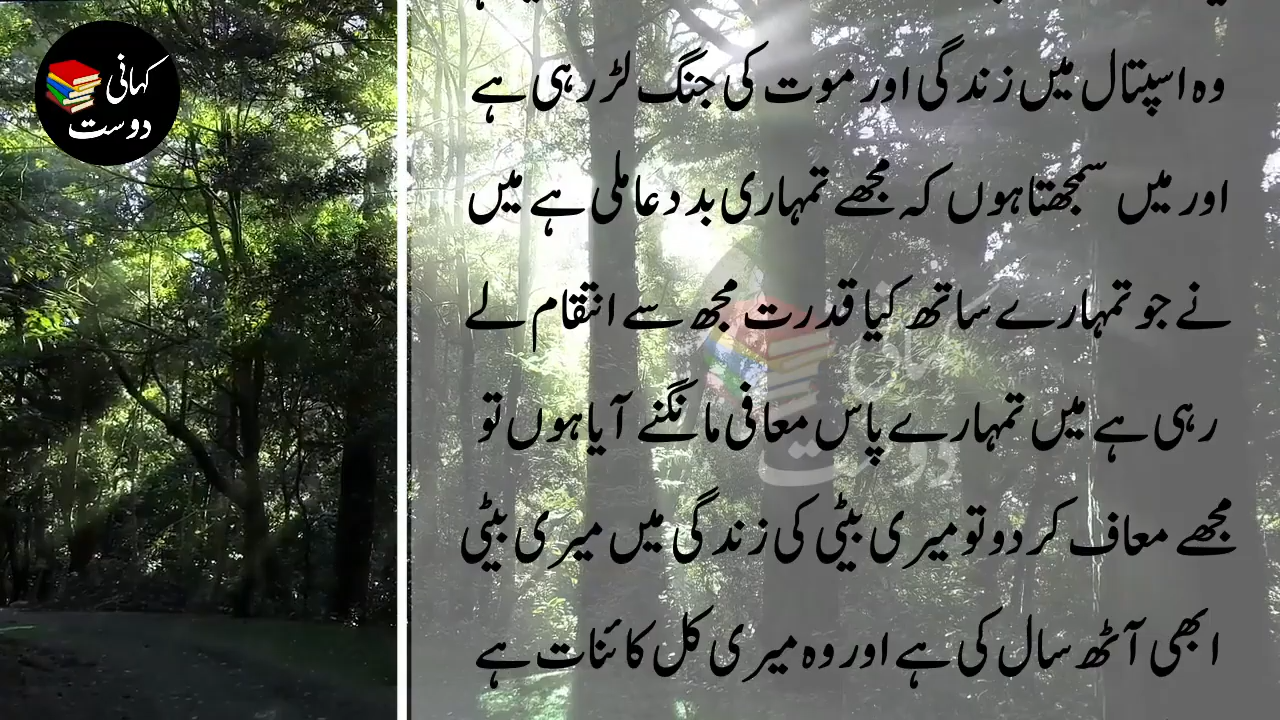 کہانی
دوست
وہ اسپتال میں زندگی اور موت کی جنگ لڑ رہی ہے
اور میں سمجھتا ہوں کہ مجھے تمہاری بد دعا ملی ہے میں
نے جو تمہارے ساتھ کیا قدرت مجھ سے انتقام لے
رہی ہے میں تمہارے پاس معافی مانگنے آیا ہوں تو
مجھے معاف کر دو تو میری بیٹی کی زندگی میں میری بیٹی
ابھی آٹھ سال کی ہے اور وہ میری کل کائنات ہے
کہانی
دوست